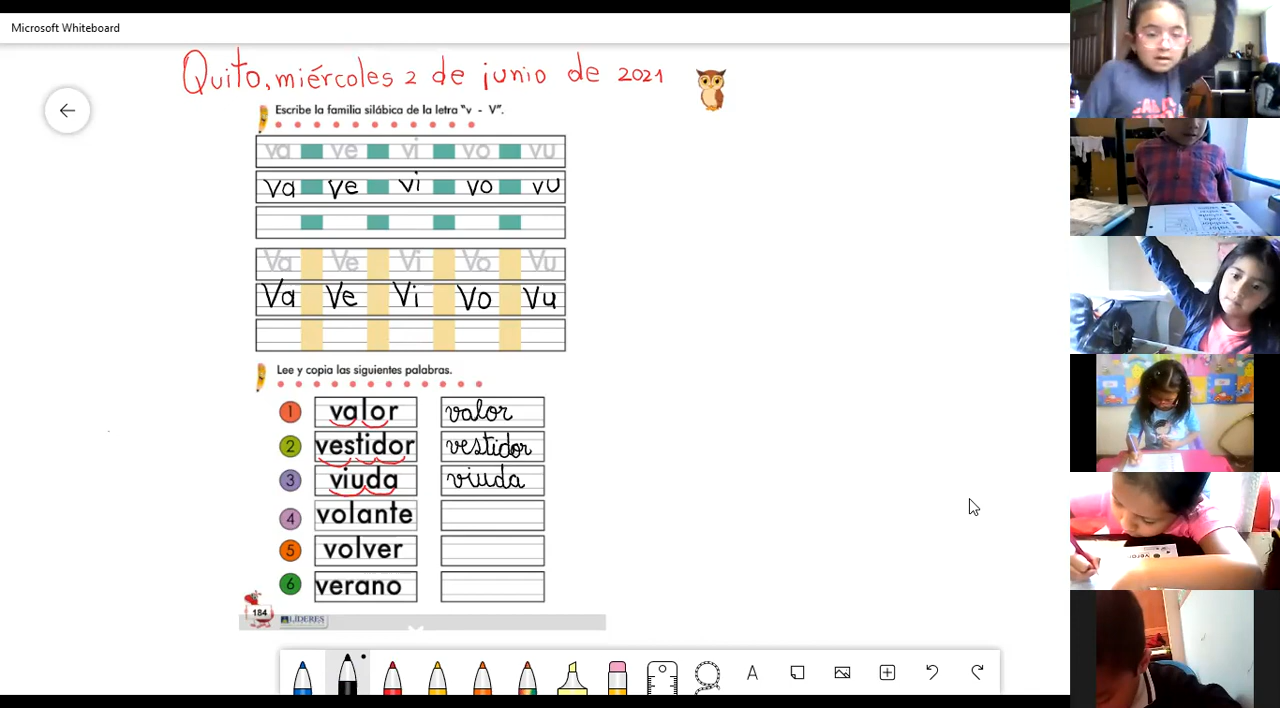 Microsoft Whiteboard
Quito, miércoles 2 de junio de 2021
Escribe la familia silábica de la letra "v - V".
va ve vi vo vu
va ve vi vo vu
Va Ve Vi Vo Vu
Va Ve Vi Vo Vu
Lee y copia las siguientes palabras.
1 valor valor
2 vestidor vestidor
3 viuda viuda
4 volante
5 volver
6 verano
184 LÍDERES
A